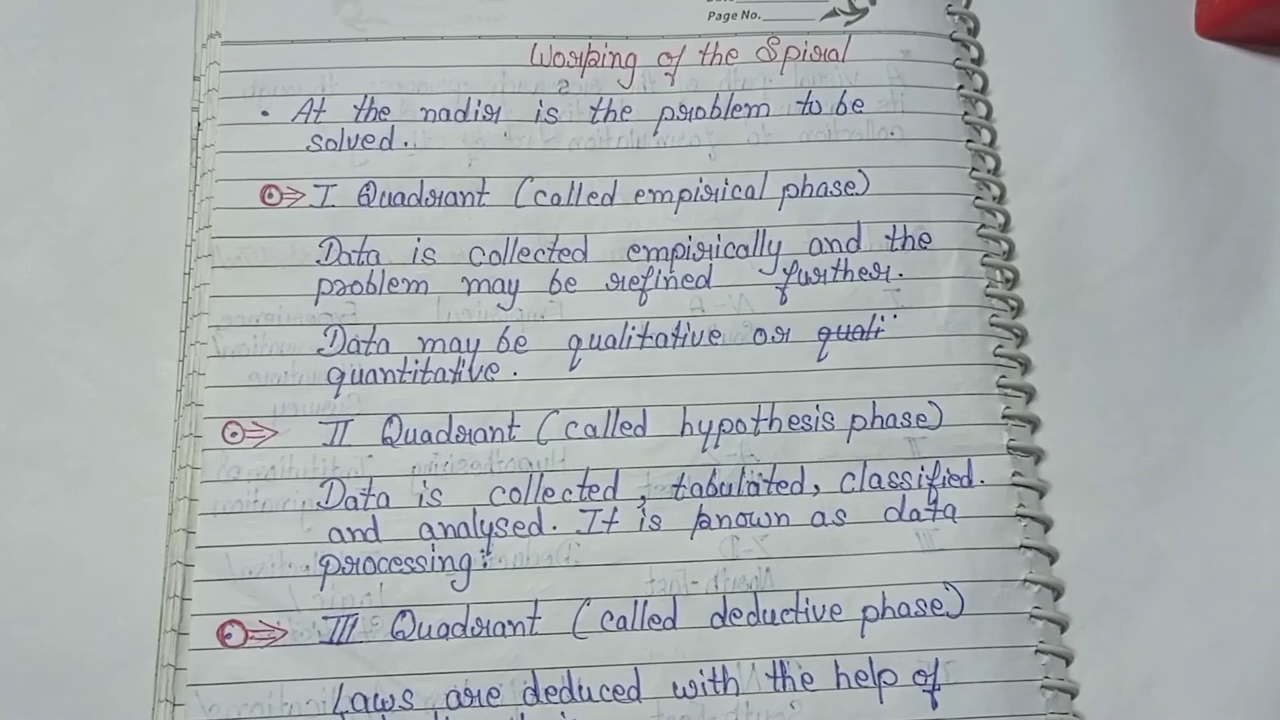 Page No.
Working of the Spiral
• At the nadir is the problem to be
solved.
I Quadrant (called empirical phase)
Data is collected empirically and the
problem may be refined further.
Data may be qualitative or quali
quantitative.
II Quadrant (called hypothesis phase)
Data is collected, tabulated, classified.
and analysed. It is known as data
processing.
III Quadrant (called deductive phase)
Laws are deduced with the help of